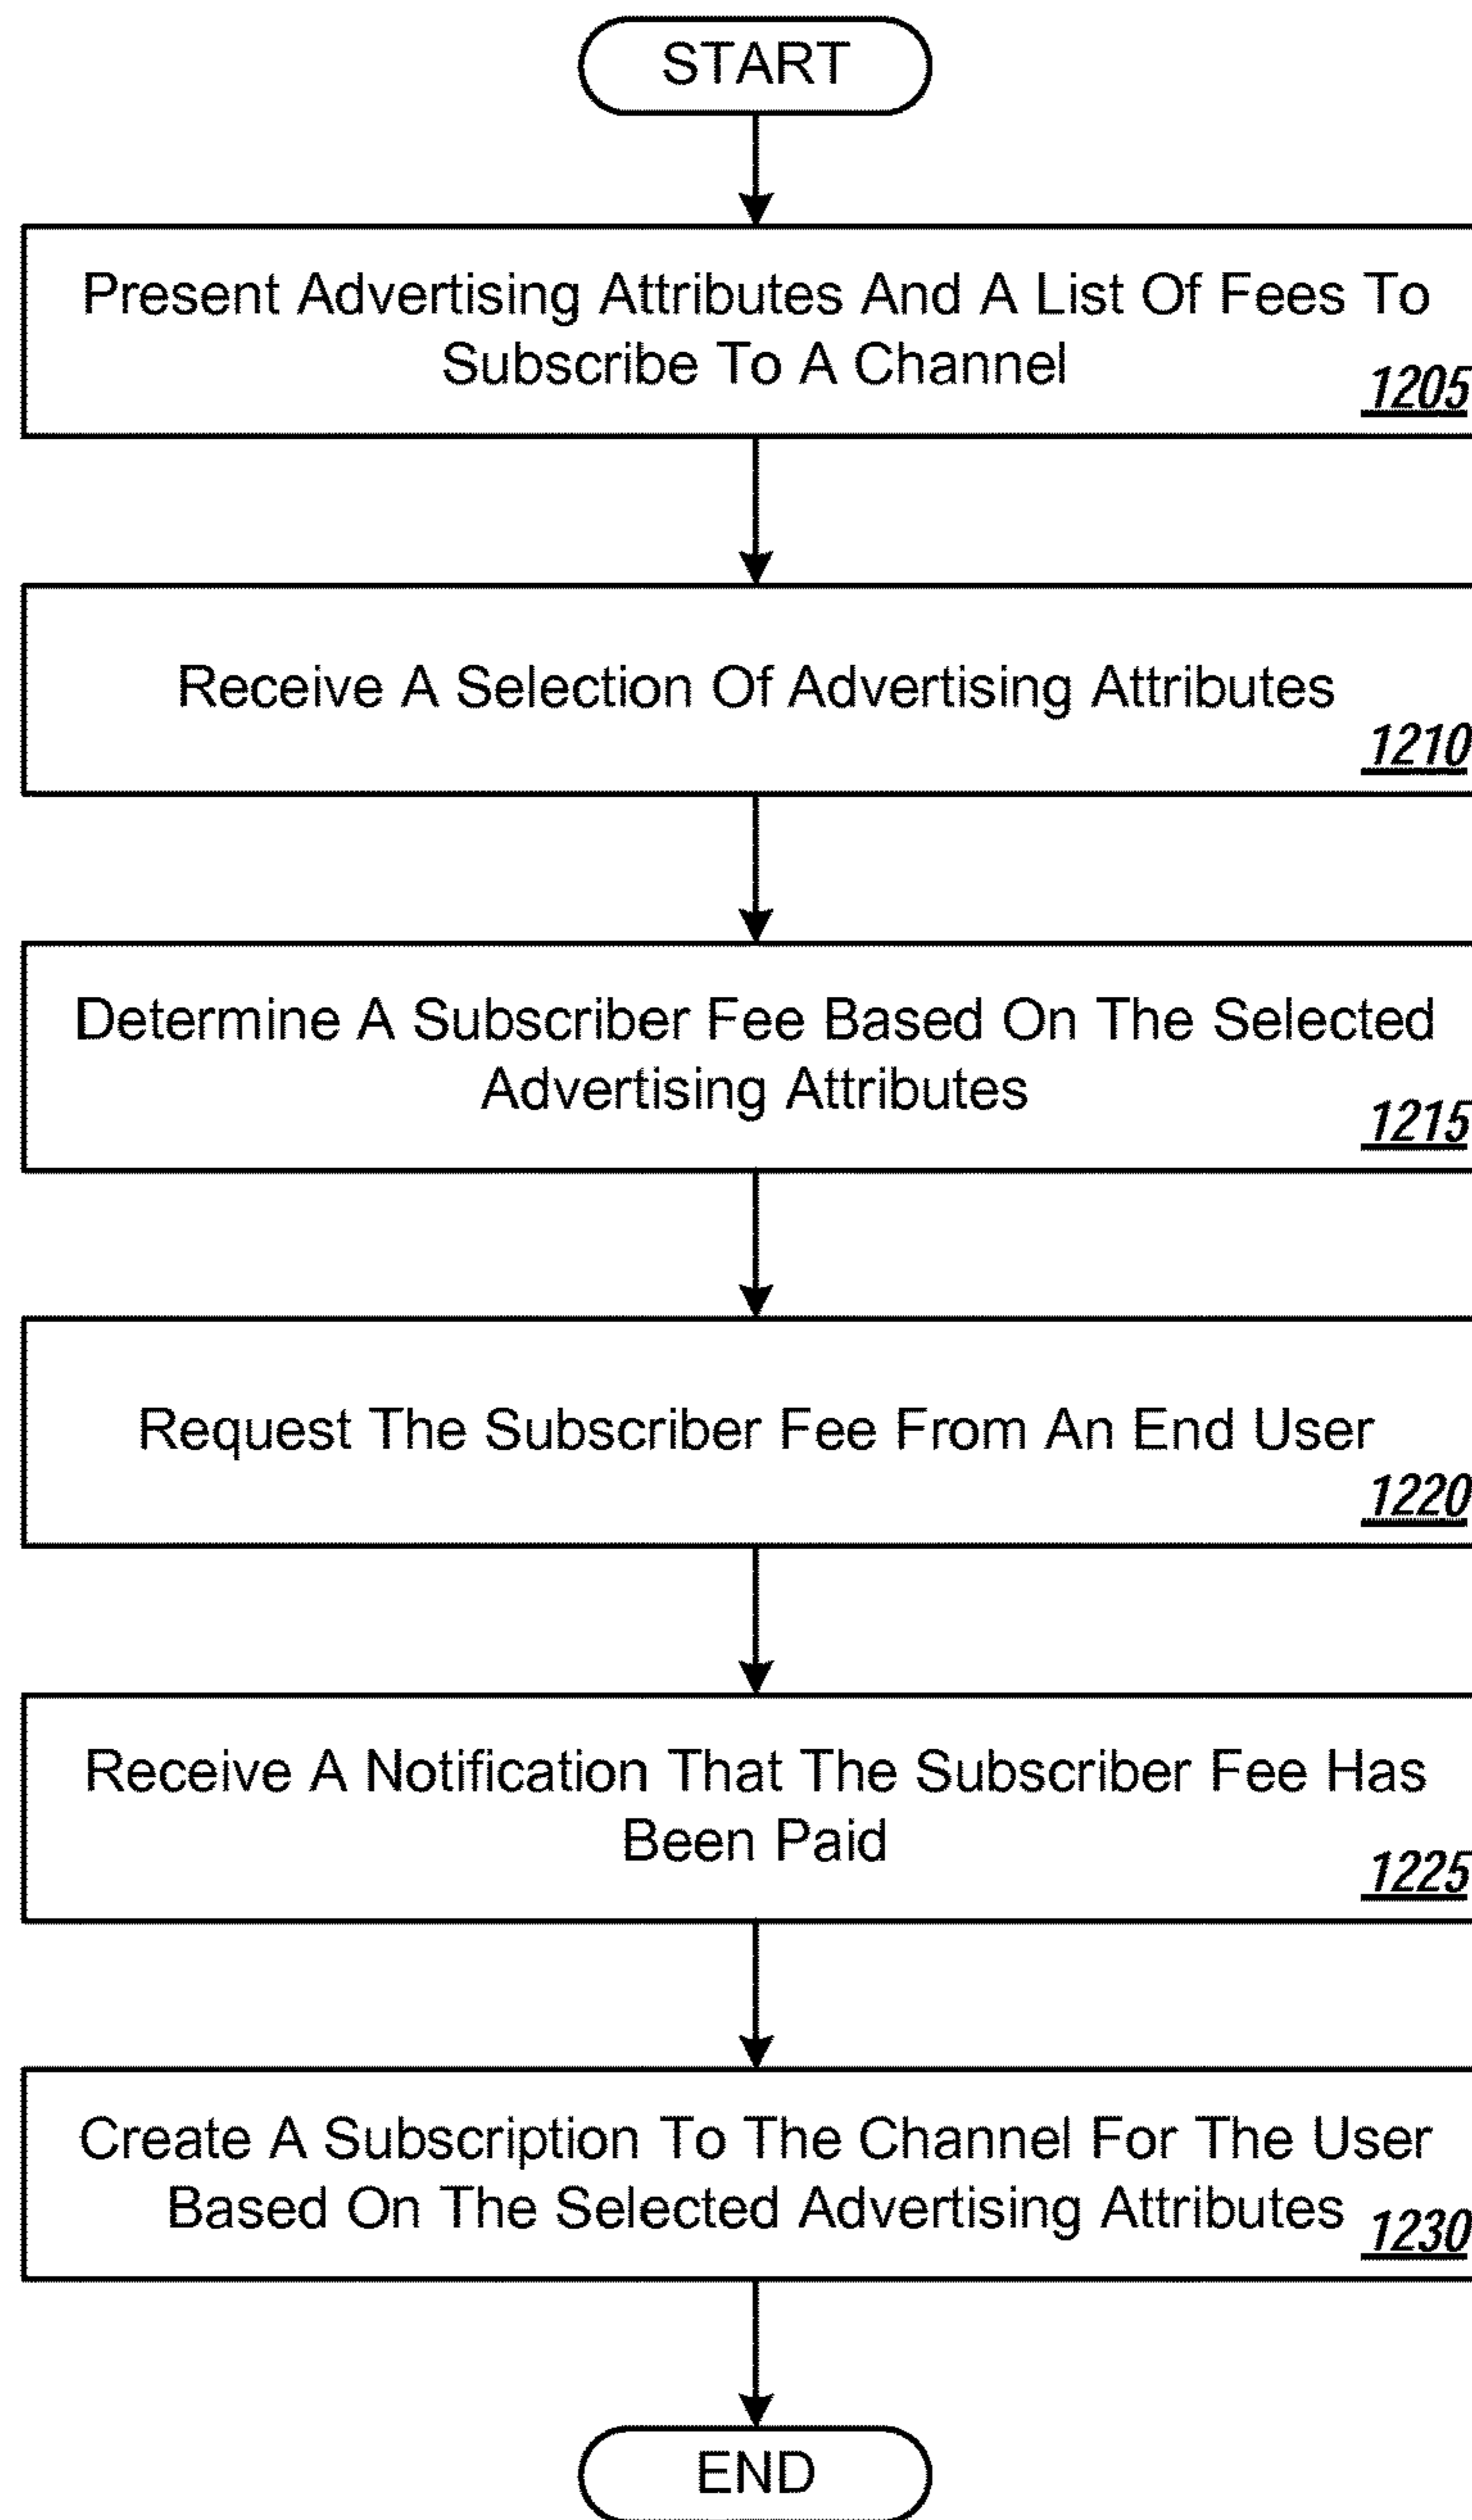 START
Present Advertising Attributes And A List Of Fees To
Subscribe To A Channel
1205
Receive A Selection Of Advertising Attributes
1210
Determine A Subscriber Fee Based On The Selected
Advertising Attributes
1215
Request The Subscriber Fee From An End User
1220
Receive A Notification That The Subscriber Fee Has
Been Paid
1225
Create A Subscription To The Channel For The User
Based On The Selected Advertising Attributes
1230
END